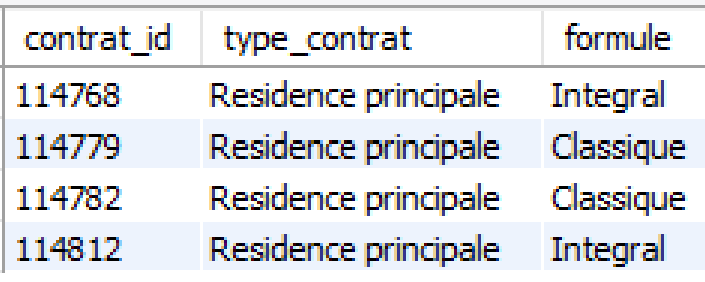 contrat_id type_contrat formule
114768 Residence principale Integral
114779 Residence principale Classique
114782 Residence principale Classique
114812 Residence principale Integral